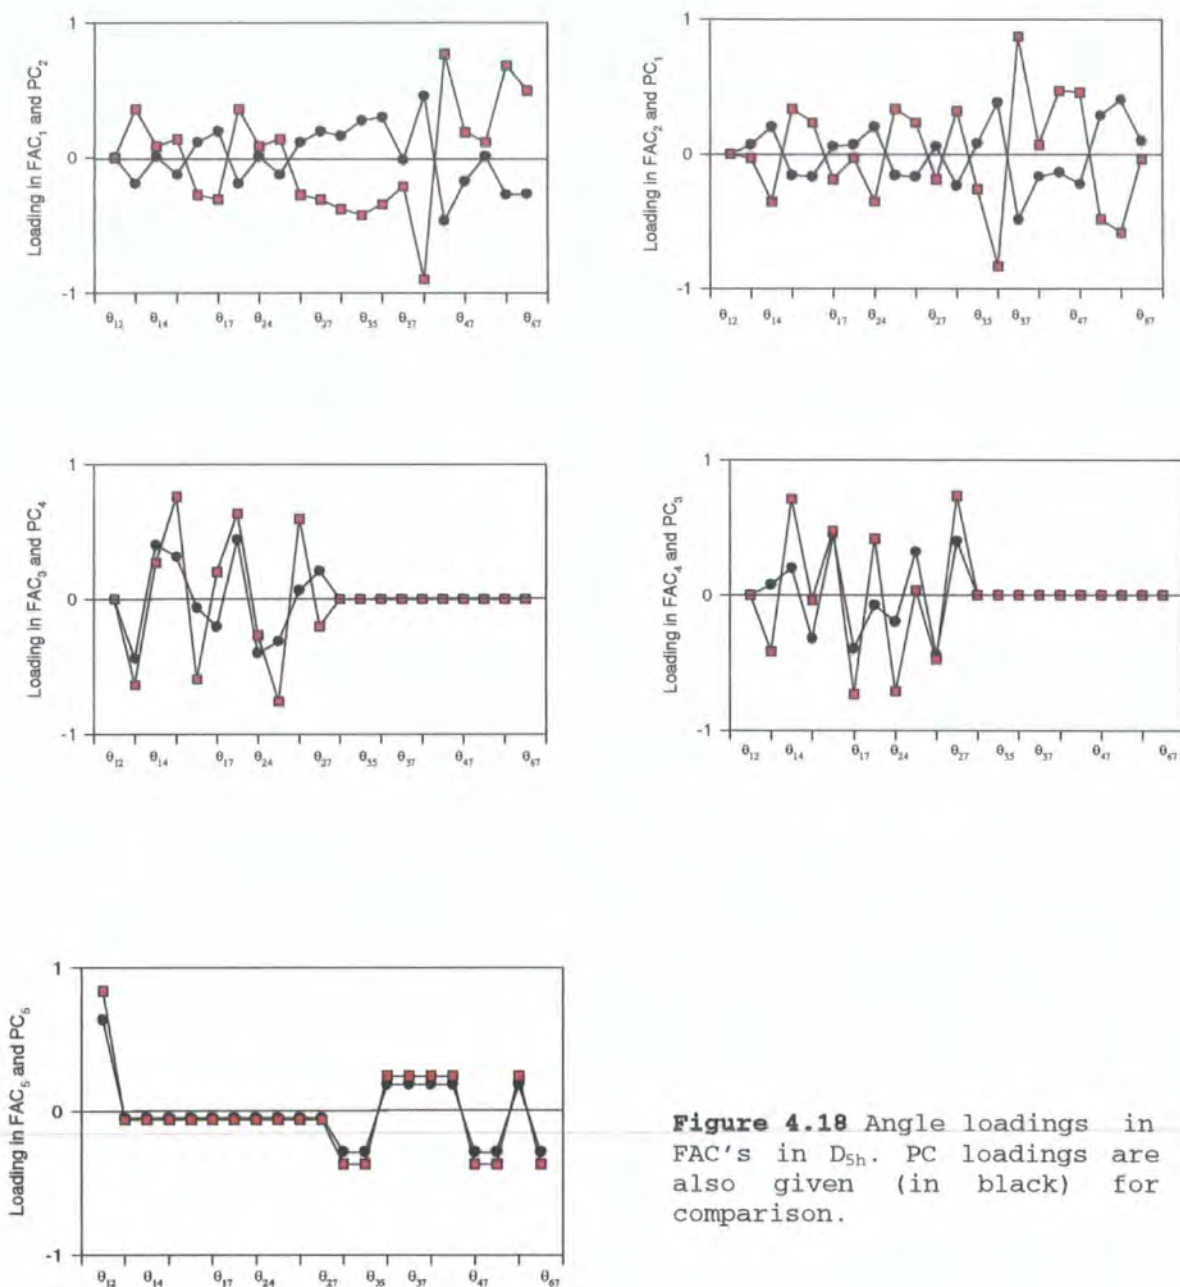 1
0
-1
Loading in FAC₁ and PC₂
θ₁₂ θ₁₄ θ₁₇ θ₂₄ θ₂₇ θ₃₅ θ₃₇ θ₄₇ θ₆₇
1
0
-1
Loading in FAC₂ and PC₁
θ₁₂ θ₁₄ θ₁₇ θ₂₄ θ₂₇ θ₃₅ θ₃₇ θ₄₇ θ₆₇
1
0
-1
Loading in FAC₃ and PC₄
θ₁₂ θ₁₄ θ₁₇ θ₂₄ θ₂₇ θ₃₅ θ₃₇ θ₄₇ θ₆₇
1
0
-1
Loading in FAC₄ and PC₃
θ₁₂ θ₁₄ θ₁₇ θ₂₄ θ₂₇ θ₃₅ θ₃₇ θ₄₇ θ₆₇
1
0
-1
Loading in FAC₅ and PC₅
θ₁₂ θ₁₄ θ₁₇ θ₂₄ θ₂₇ θ₃₅ θ₃₇ θ₄₇ θ₆₇
Figure 4.18 Angle loadings in
FAC's in D₅ₕ. PC loadings are
also given (in black) for
comparison.